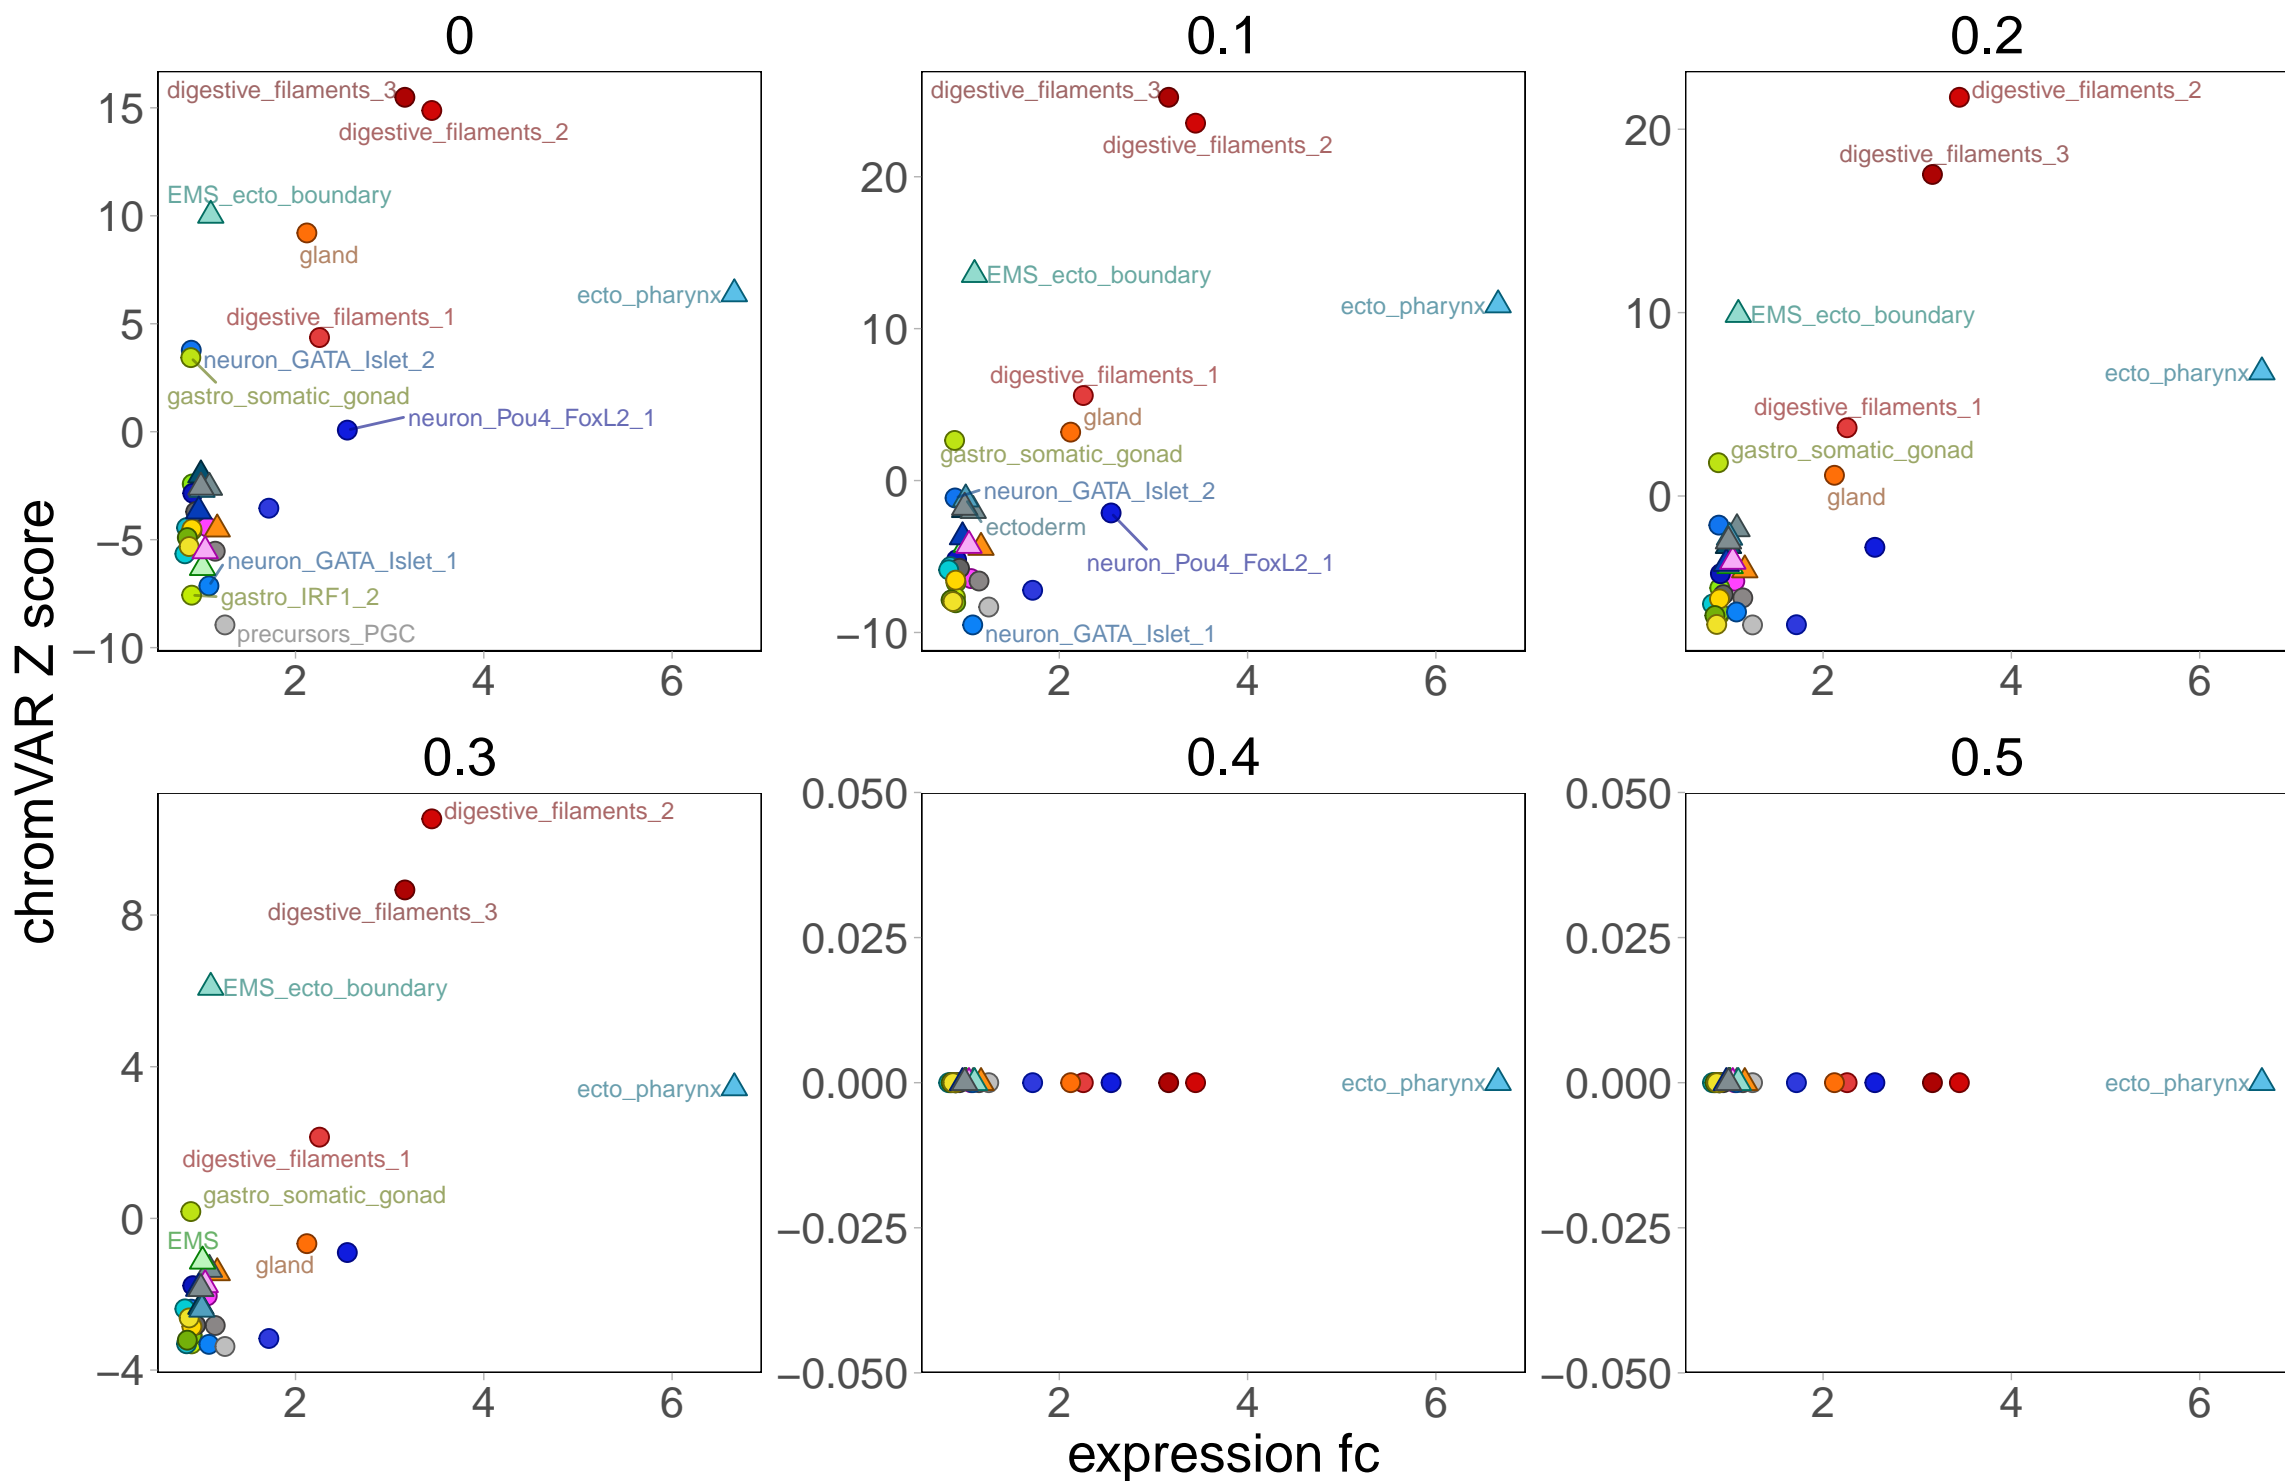 0
0.1
0.2
chromVAR Z score
15
10
5
0
−5
−10
digestive_filaments_3
digestive_filaments_2
EMS_ecto_boundary
gland
ecto_pharynx
digestive_filaments_1
neuron_GATA_Islet_2
gastro_somatic_gonad
neuron_Pou4_FoxL2_1
neuron_GATA_Islet_1
gastro_IRF1_2
precursors_PGC
2
4
6
20
10
0
−10
digestive_filaments_3
digestive_filaments_2
EMS_ecto_boundary
ecto_pharynx
digestive_filaments_1
gland
gastro_somatic_gonad
neuron_GATA_Islet_2
ectoderm
neuron_Pou4_FoxL2_1
neuron_GATA_Islet_1
2
4
6
20
10
0
digestive_filaments_2
digestive_filaments_3
EMS_ecto_boundary
ecto_pharynx
digestive_filaments_1
gastro_somatic_gonad
gland
2
4
6
0.3
0.4
0.5
8
4
0
−4
digestive_filaments_2
digestive_filaments_3
EMS_ecto_boundary
ecto_pharynx
digestive_filaments_1
gastro_somatic_gonad
EMS
gland
2
4
6
0.050
0.025
0.000
−0.025
−0.050
ecto_pharynx
2
4
6
0.050
0.025
0.000
−0.025
−0.050
ecto_pharynx
2
4
6
expression fc